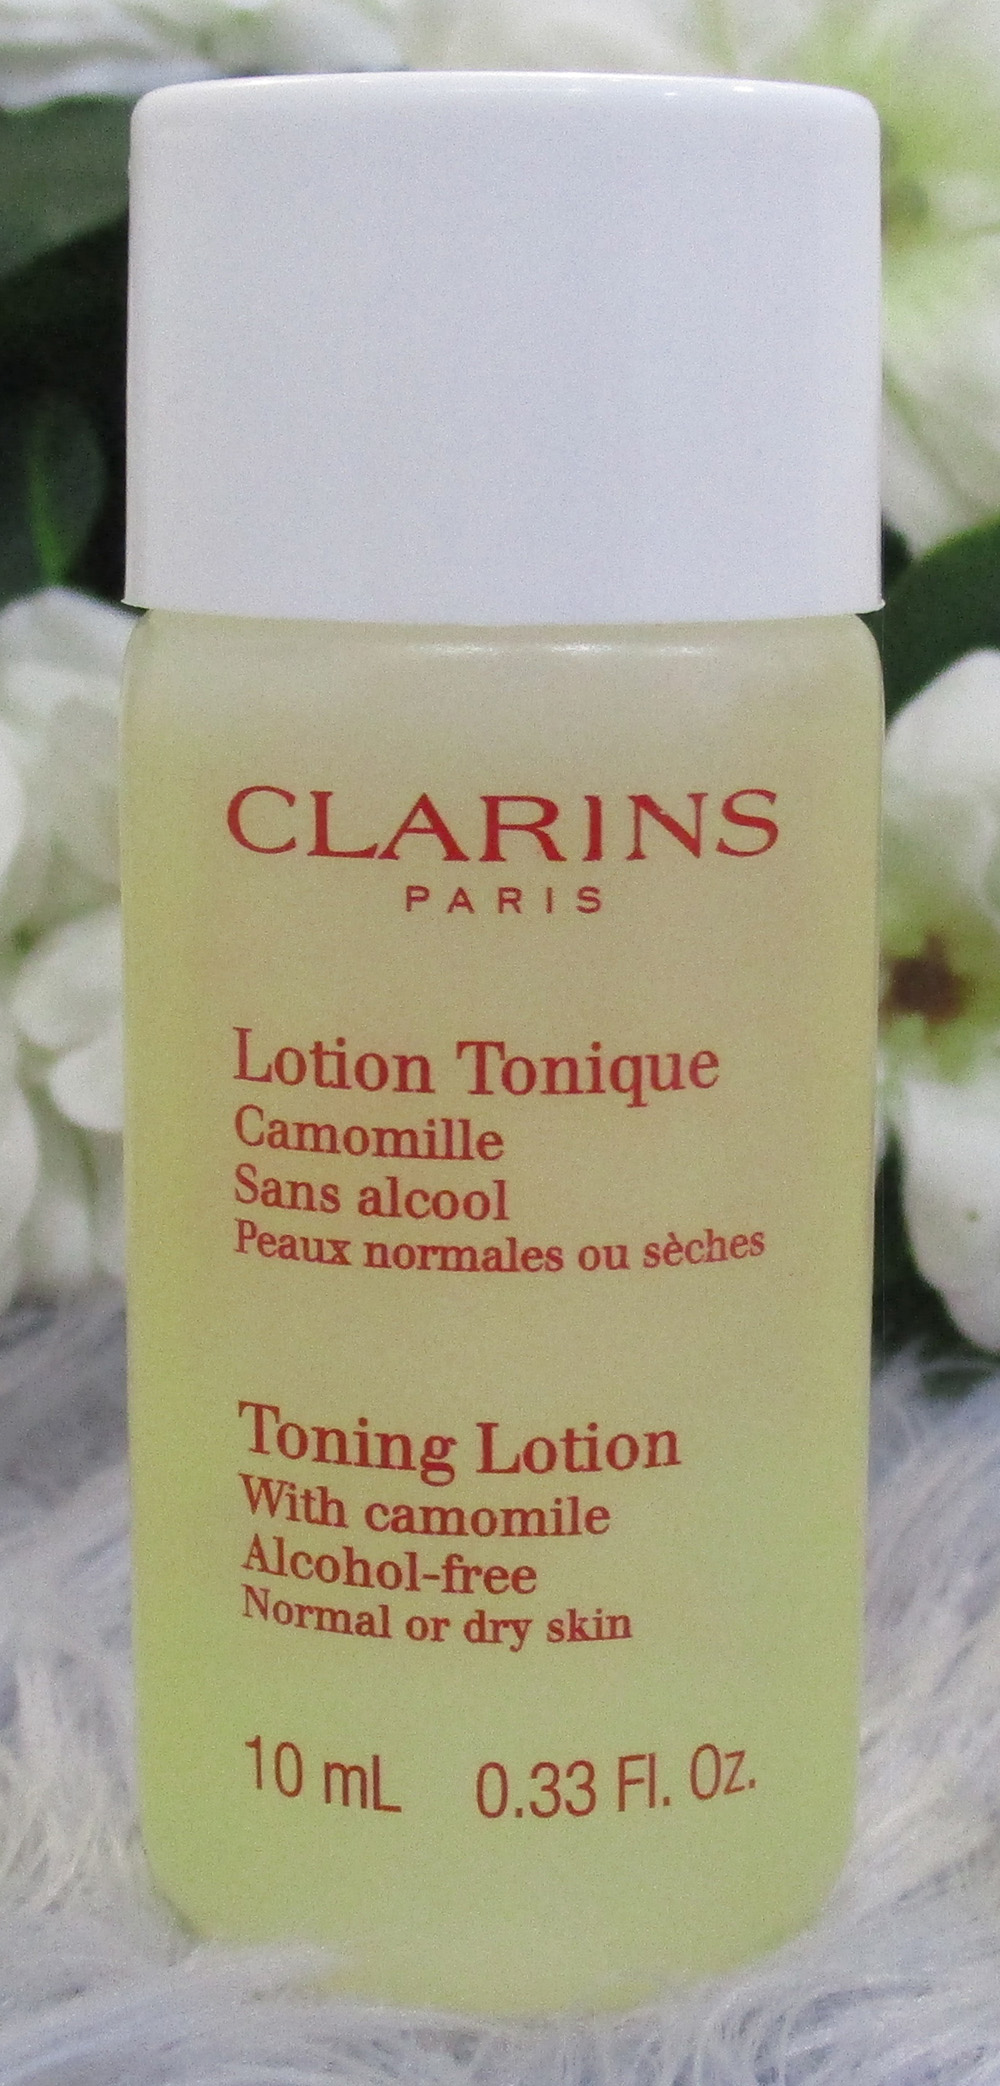 CLARINS
PARIS
Lotion Tonique
Camomille
Sans alcool
Peaux normales ou sèches
Toning Lotion
With camomile
Alcohol-free
Normal or dry skin
10 mL 0.33 Fl. Oz.